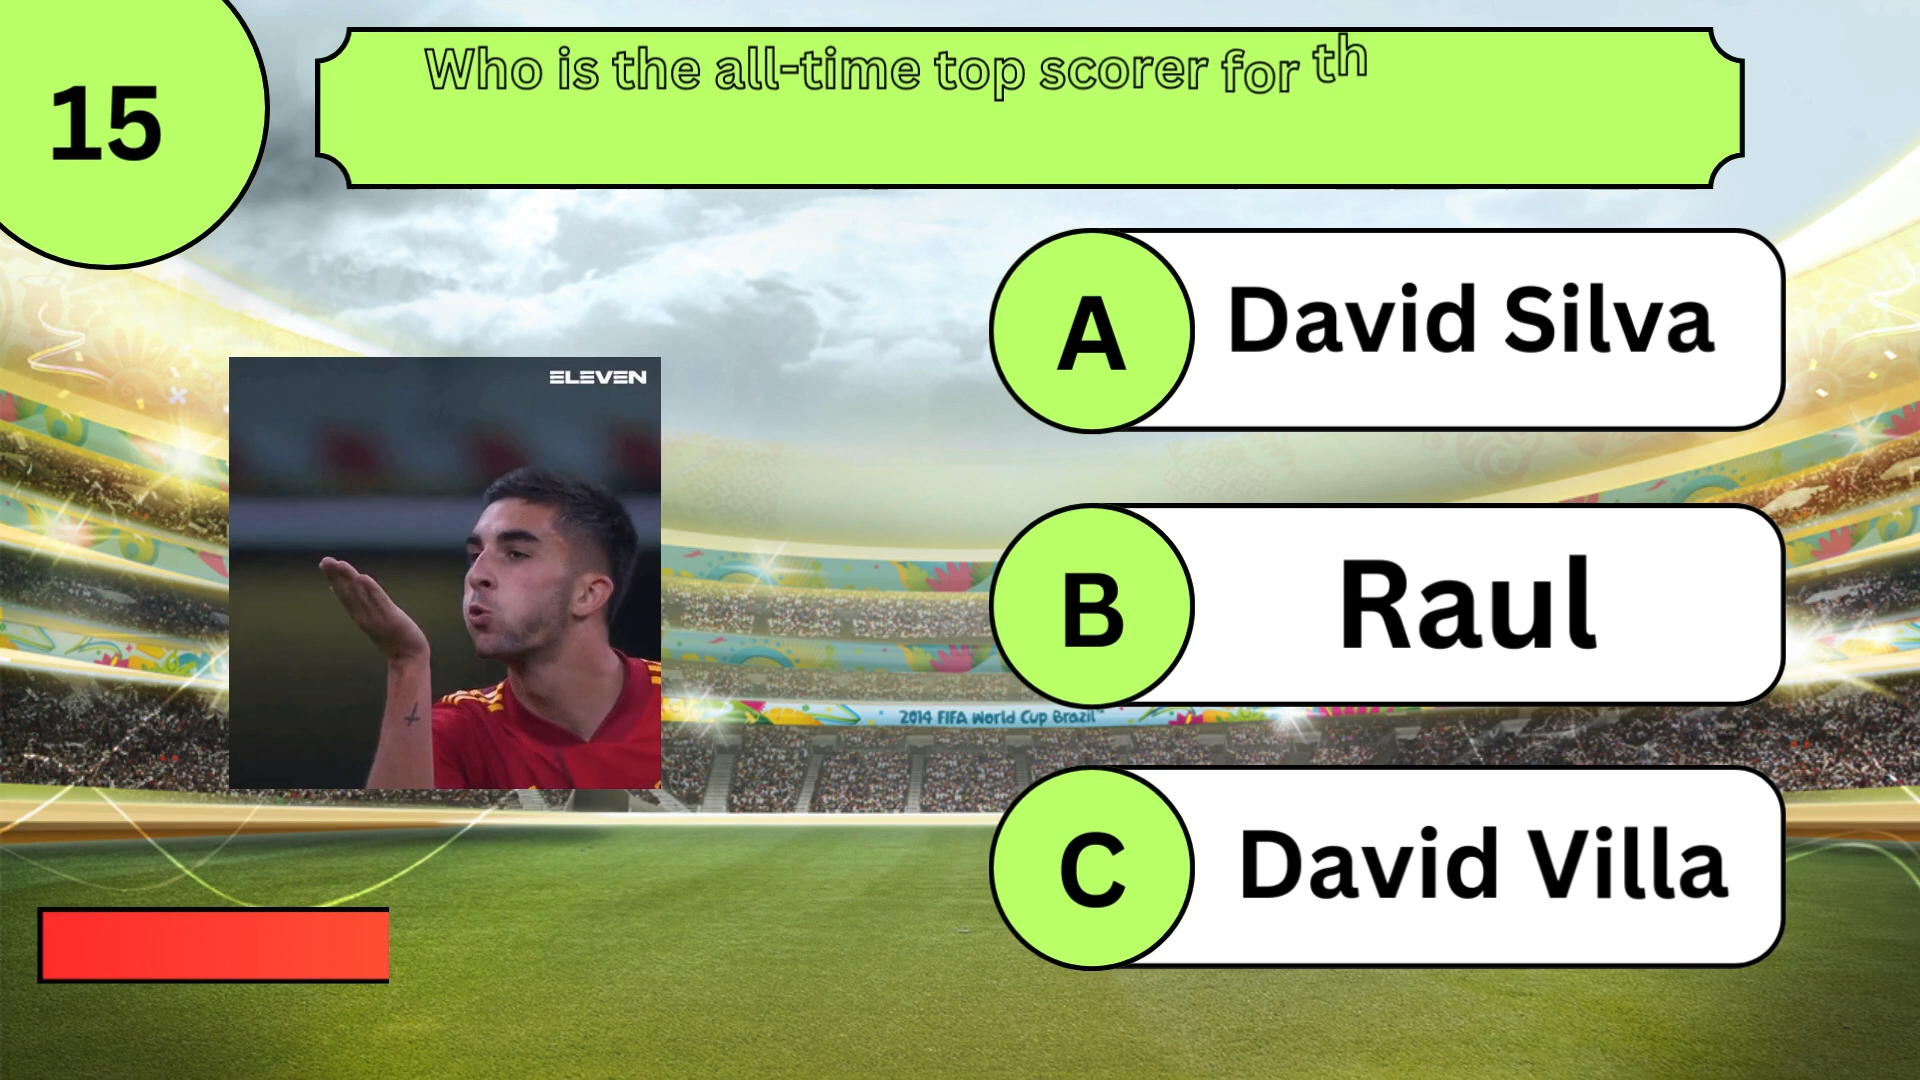 15
Who is the all-time top scorer for th
A
David Silva
ELEVEN
B
Raul
2014 FIFA World Cup Brazil™
C
David Villa